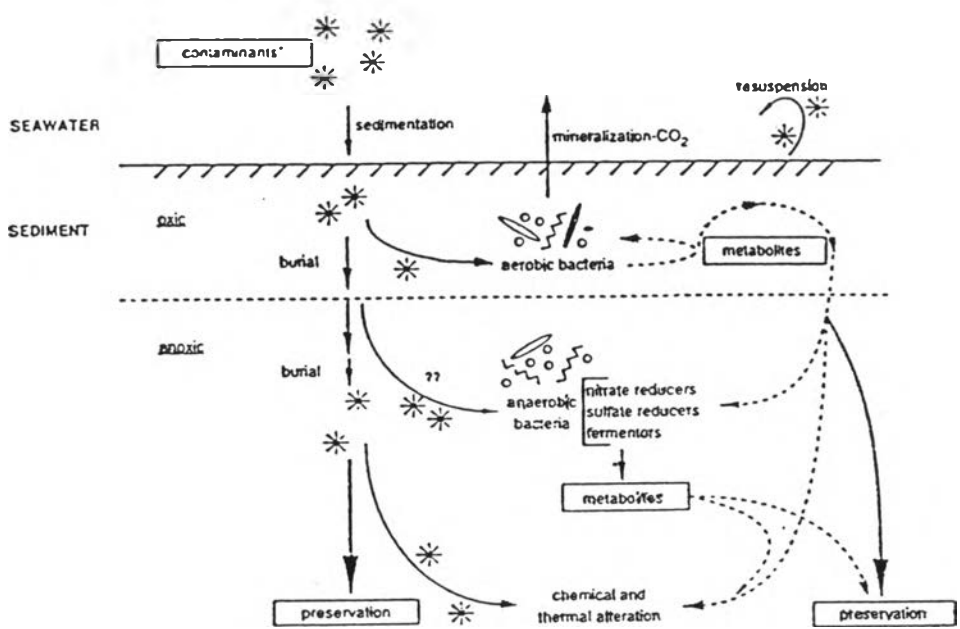 contaminants
resuspension
SEAWATER
sedimentation
mineralization-CO2
SEDIMENT
oxic
burial
aerobic bacteria
metabolites
anoxic
burial
??
anaerobic
bacteria
nitrate reducers
sulfate reducers
fermentors
metabolites
preservation
chemical and
thermal alteration
preservation